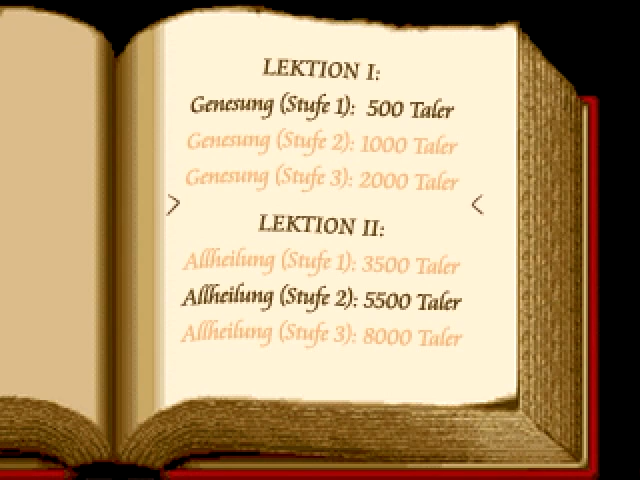 LEKTION I:
Genesung (Stufe 1): 500 Taler
Genesung (Stufe 2): 1000 Taler
Genesung (Stufe 3): 2000 Taler
> <
LEKTION II:
Allheilung (Stufe 1): 3500 Taler
Allheilung (Stufe 2): 5500 Taler
Allheilung (Stufe 3): 8000 Taler